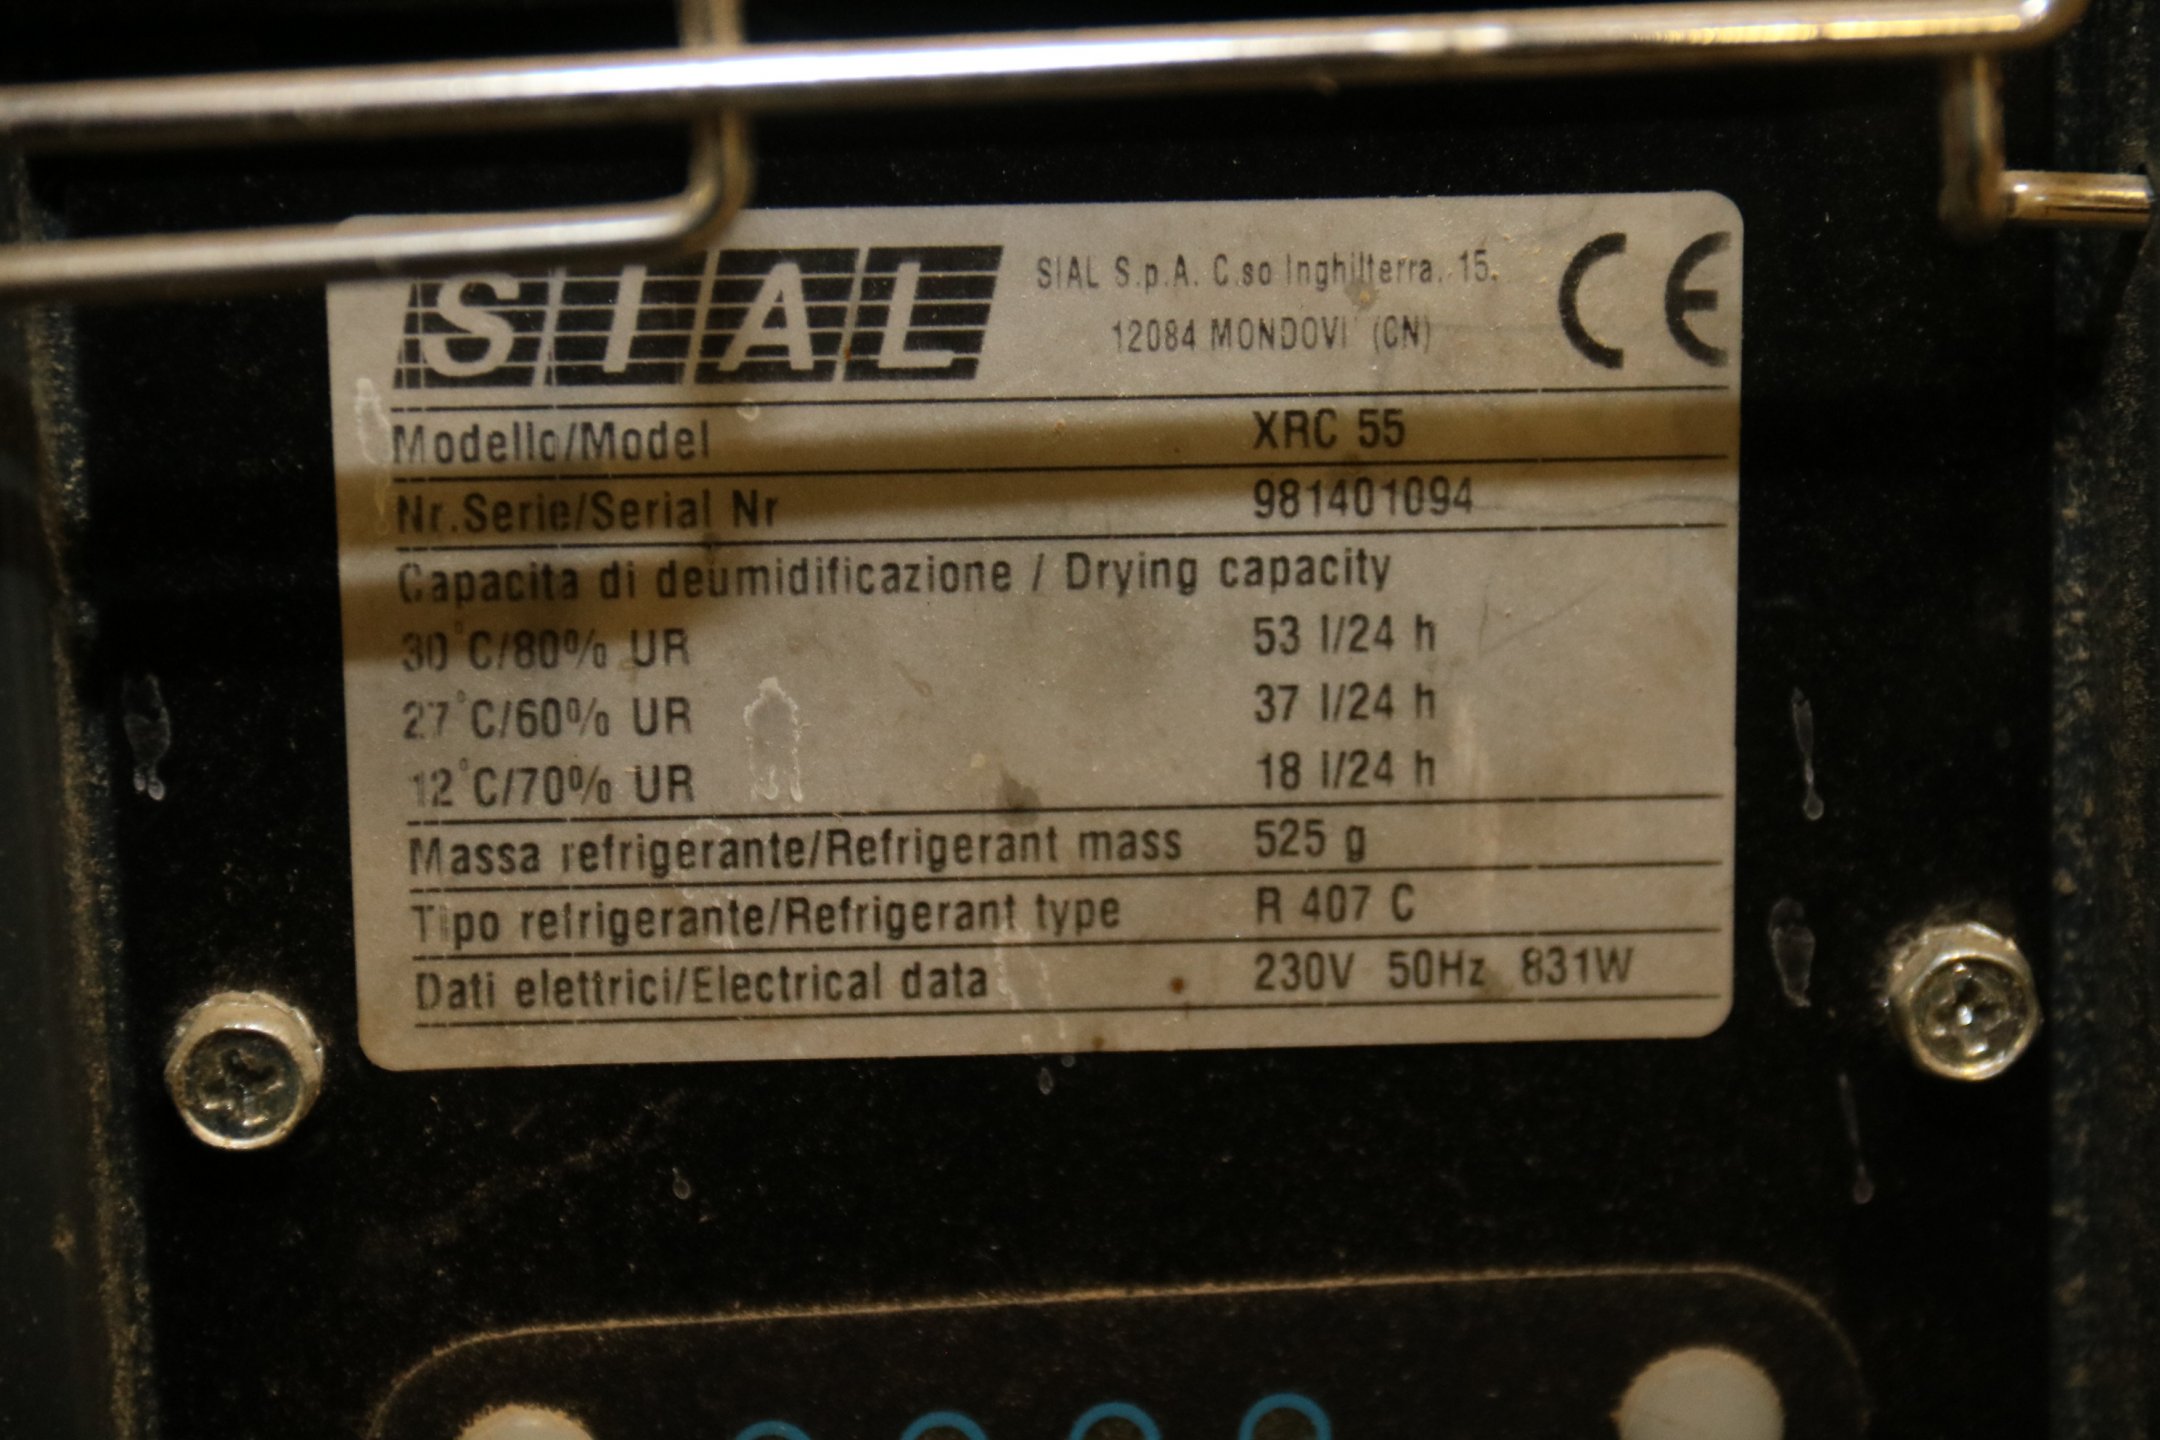 SIAL
SIAL S.p.A. C.so Inghilterra, 15,
12084 MONDOVI' (CN)
CE
Modello/Model XRC 55
Nr.Serie/Serial Nr 981401094
Capacita di deumidificazione / Drying capacity
30°C/80% UR 53 l/24 h
27°C/60% UR 37 l/24 h
12°C/70% UR 18 l/24 h
Massa refrigerante/Refrigerant mass 525 g
Tipo refrigerante/Refrigerant type R 407 C
Dati elettrici/Electrical data 230V 50Hz 831W